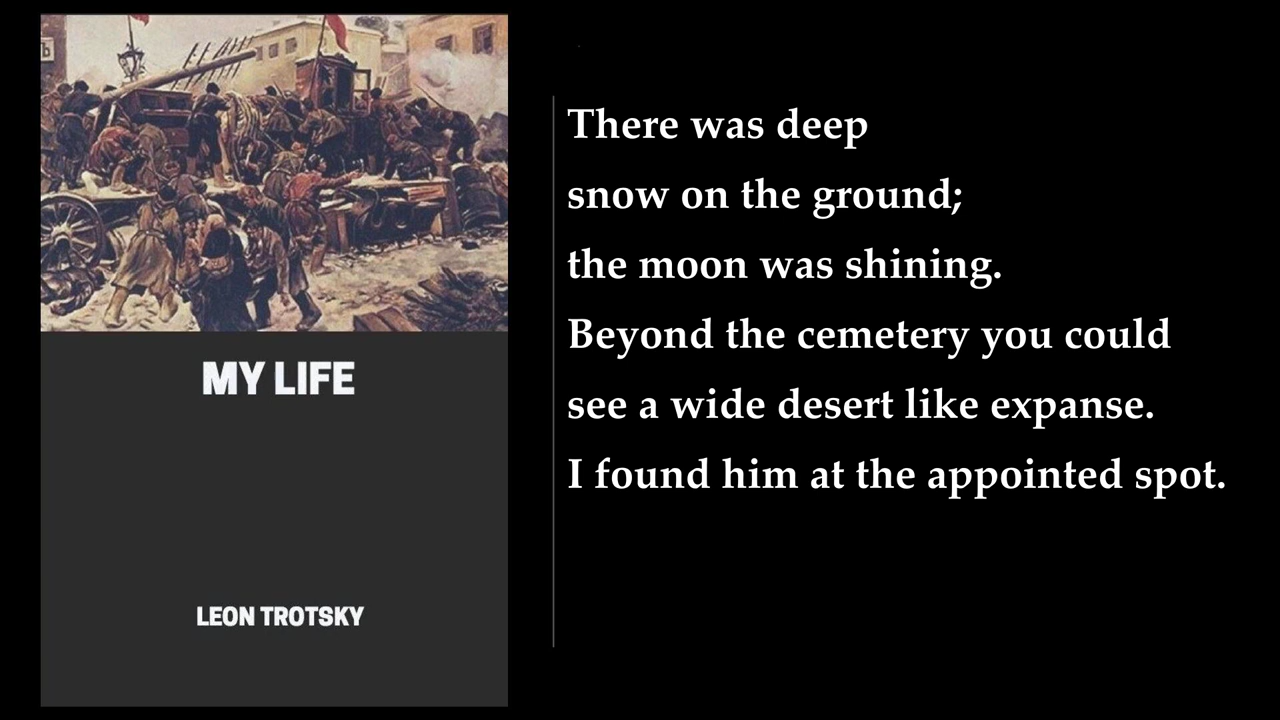 MY LIFE
LEON TROTSKY
There was deep
snow on the ground;
the moon was shining.
Beyond the cemetery you could
see a wide desert like expanse.
I found him at the appointed spot.